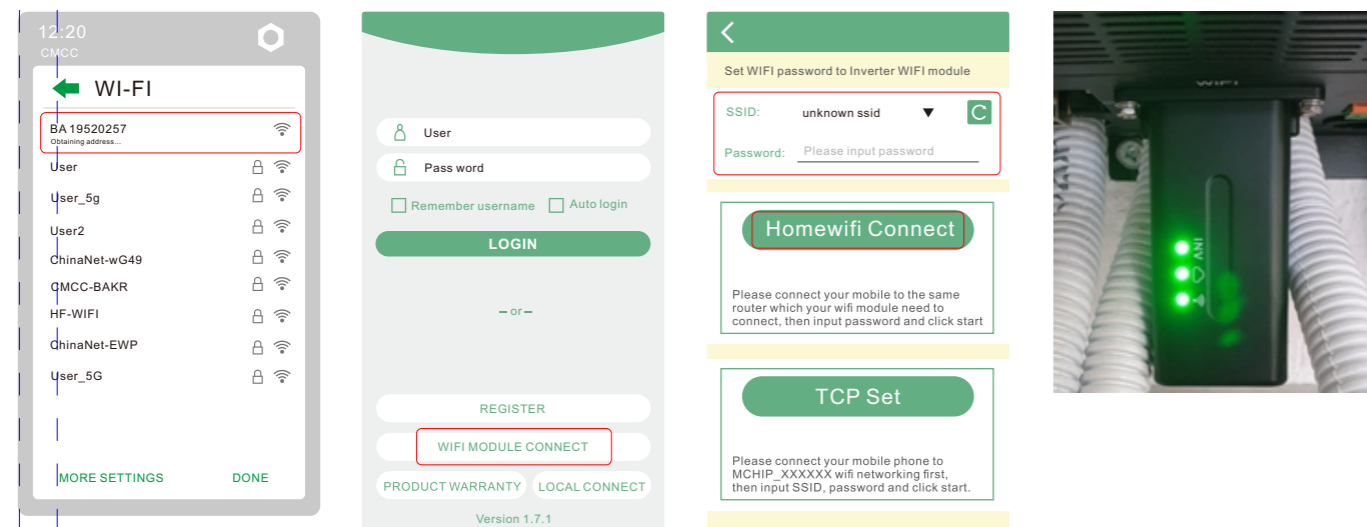 12:20
CMCC
WI-FI
BA 19520257
Obtaining address...
User
User_5g
User2
ChinaNet-wG49
CMCC-BAKR
HF-WIFI
ChinaNet-EWP
User_5G
MORE SETTINGS
DONE
User
Pass word
Remember username
Auto login
LOGIN
or
REGISTER
WIFI MODULE CONNECT
PRODUCT WARRANTY
LOCAL CONNECT
Version 1.7.1
Set WIFI password to Inverter WIFI module
SSID: unknown ssid
Password: Please input password
Homewifi Connect
Please connect your mobile to the same
router which your wifi module need to
connect, then input password and click start
TCP Set
Please connect your mobile phone to
MCHIP_XXXXXX wifi networking first,
then input SSID, password and click start.
WIFI
INV